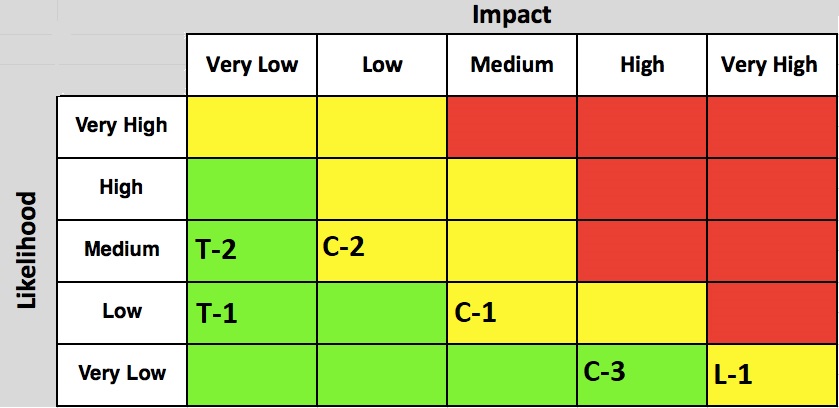 Impact
Very Low Low Medium High Very High
Very High
High
Likelihood
Medium T-2 C-2
Low T-1 C-1
Very Low C-3 L-1